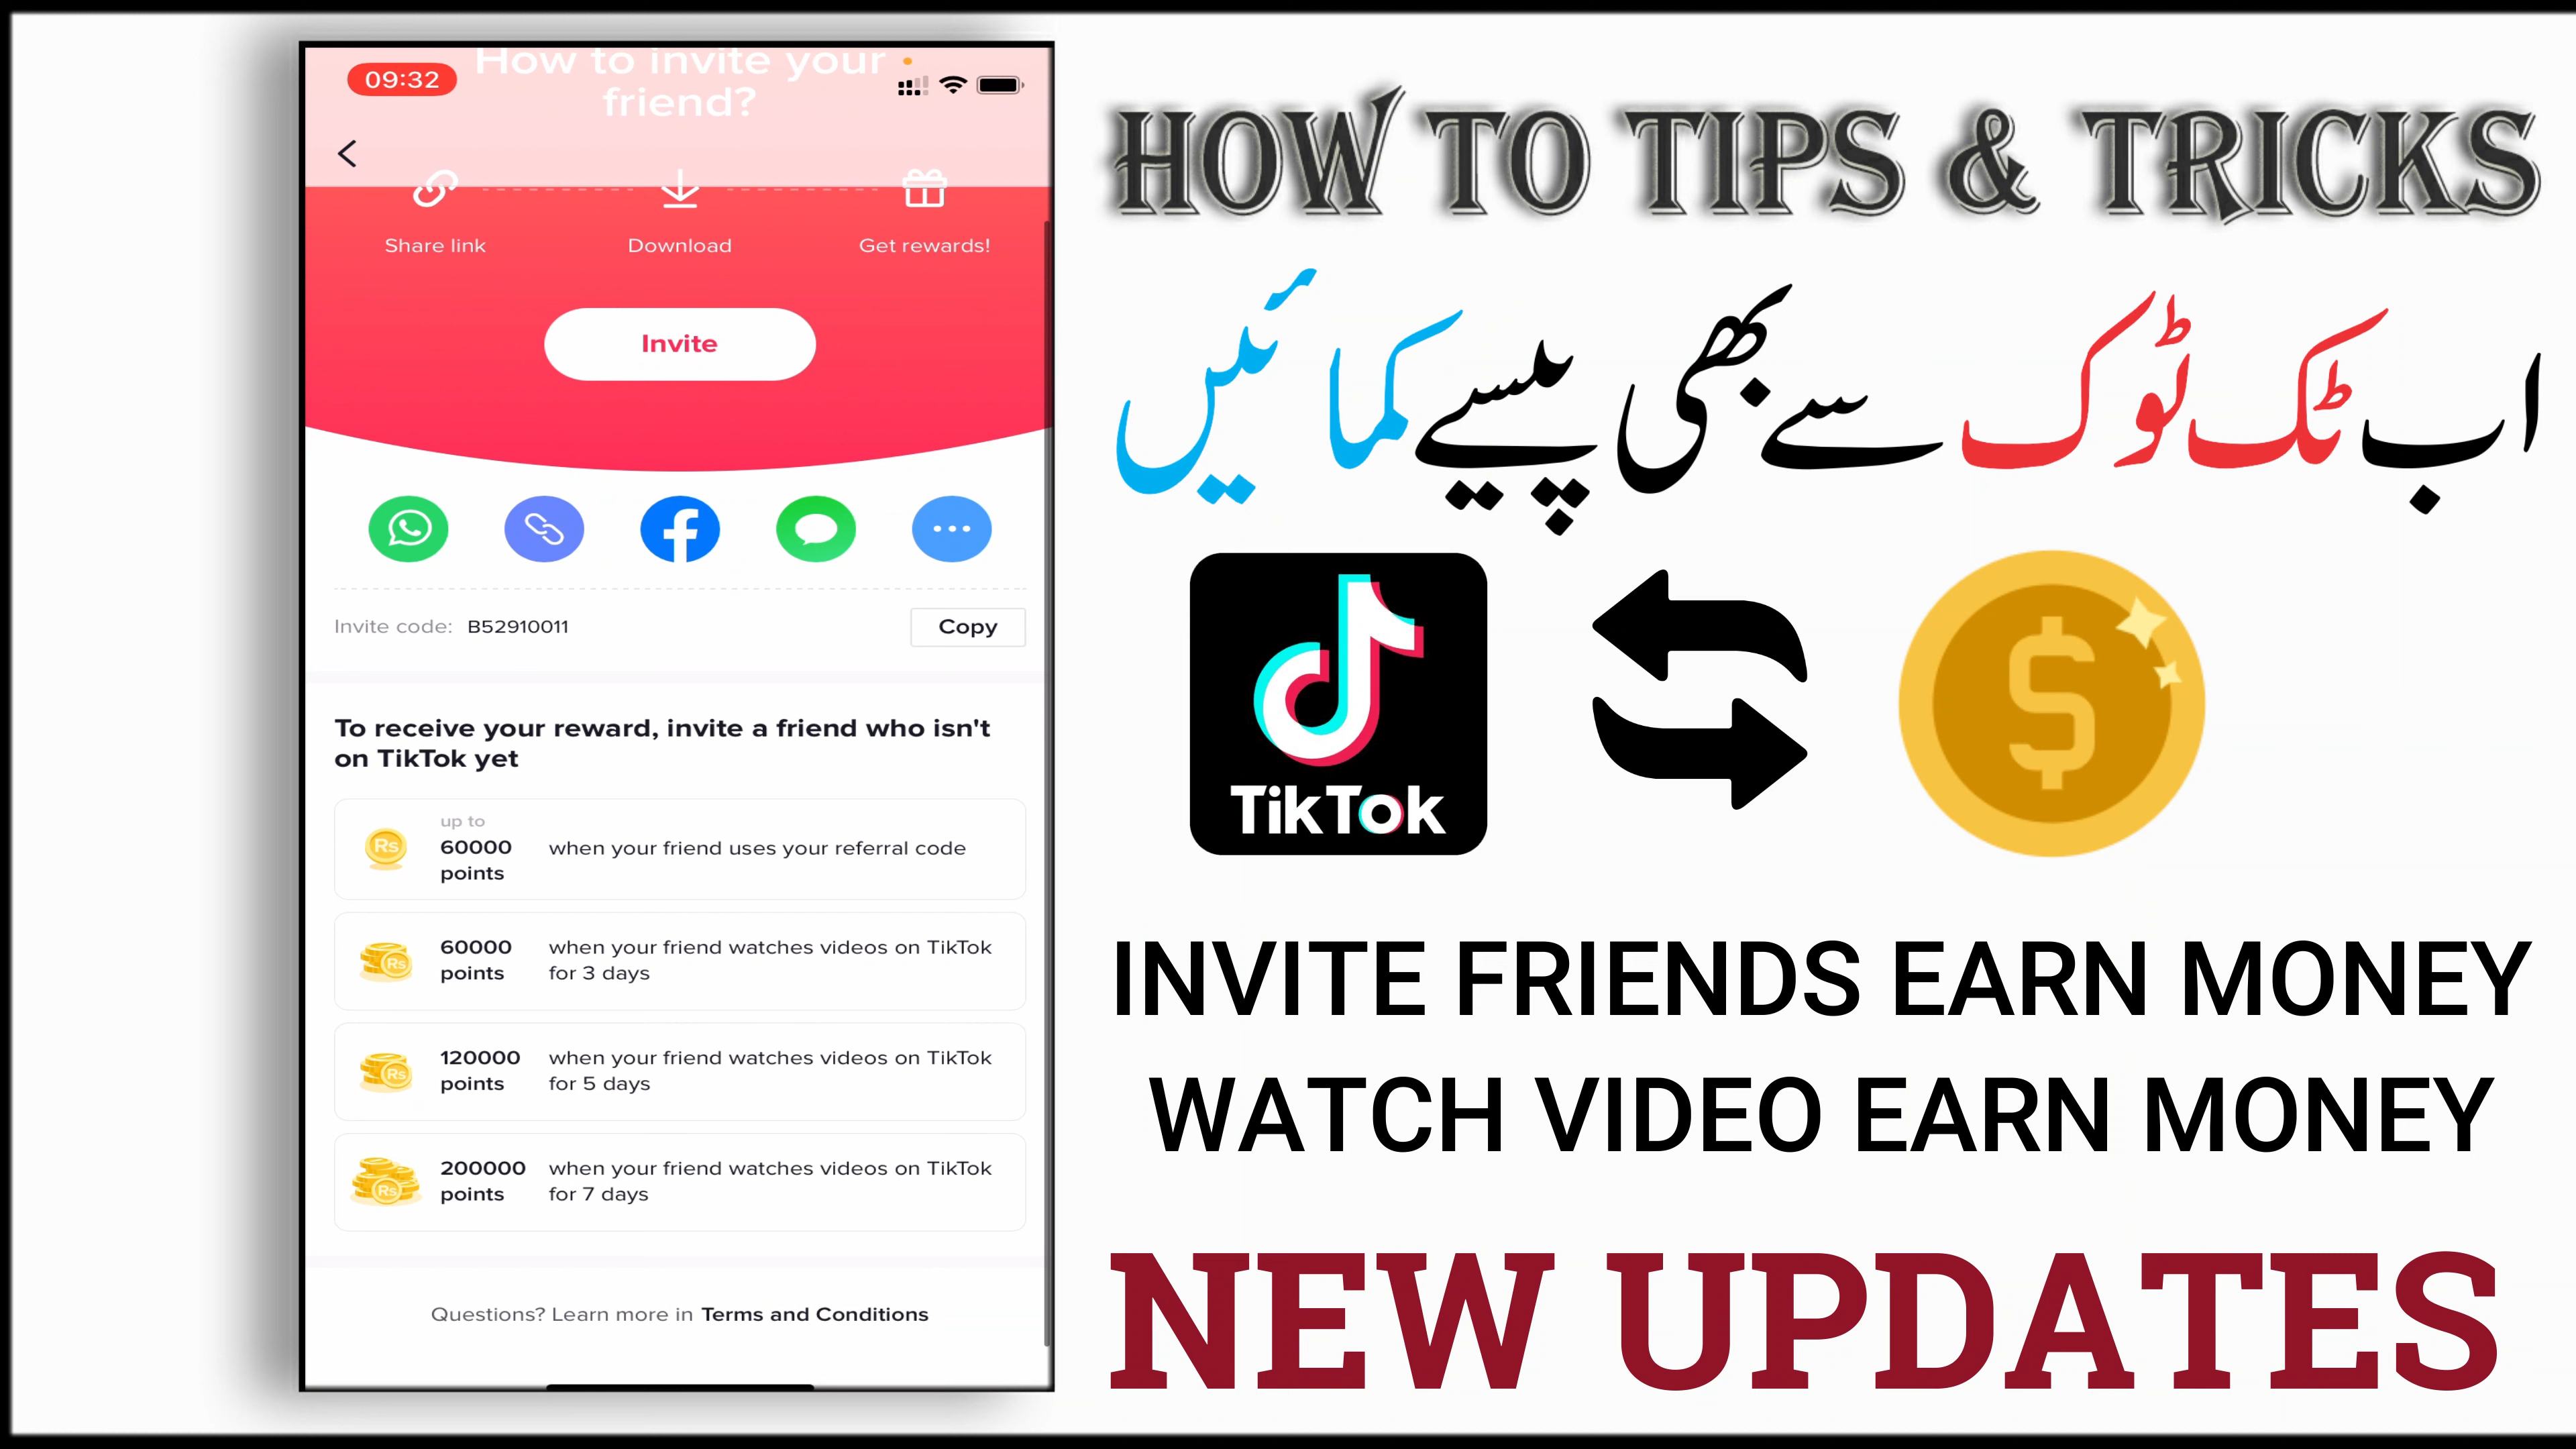 How to invite your
friend?
09:32
Share link
Download
Get rewards!
Invite
Invite code: B52910011
Copy
To receive your reward, invite a friend who isn't
on TikTok yet
up to
60000
points
when your friend uses your referral code
60000
points
when your friend watches videos on TikTok
for 3 days
120000
points
when your friend watches videos on TikTok
for 5 days
200000
points
when your friend watches videos on TikTok
for 7 days
Questions? Learn more in Terms and Conditions
HOW TO TIPS & TRICKS
اب ٹک ٹوک سے بھی پیسے کمائیں
TikTok
INVITE FRIENDS EARN MONEY
WATCH VIDEO EARN MONEY
NEW UPDATES